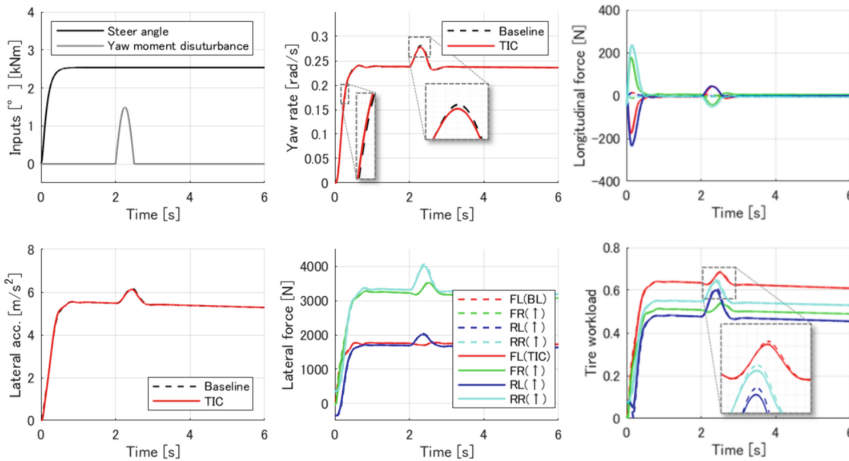 Steer angle
Yaw moment disuturbance
Inputs [°] [kNm]
4
3
2
1
0
0
2
4
6
Time [s]
Baseline
TIC
Yaw rate [rad/s]
0.3
0.25
0.2
0.15
0.1
0.05
0
0
2
4
6
Time [s]
Longitudinal force [N]
400
200
0
-200
-400
0
2
4
6
Time [s]
Lateral acc. [m/s²]
8
6
4
2
0
0
2
4
6
Baseline
TIC
Time [s]
Lateral force [N]
4000
3000
2000
1000
0
0
2
4
6
FL(BL)
FR(↑)
RL(↑)
RR(↑)
FL(TIC)
FR(↑)
RL(↑)
RR(↑)
Time [s]
Tire workload
0.8
0.6
0.4
0.2
0
0
2
4
6
Time [s]